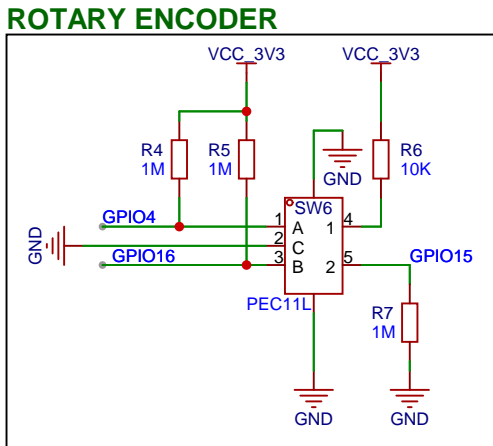 ROTARY ENCODER
VCC_3V3
VCC_3V3
R4
1M
R5
1M
R6
10K
GND
GPIO4
SW6
1
A
1
4
GND
2
C
GPIO16
3
B
2
5
GPIO15
PEC11L
R7
1M
GND
GND